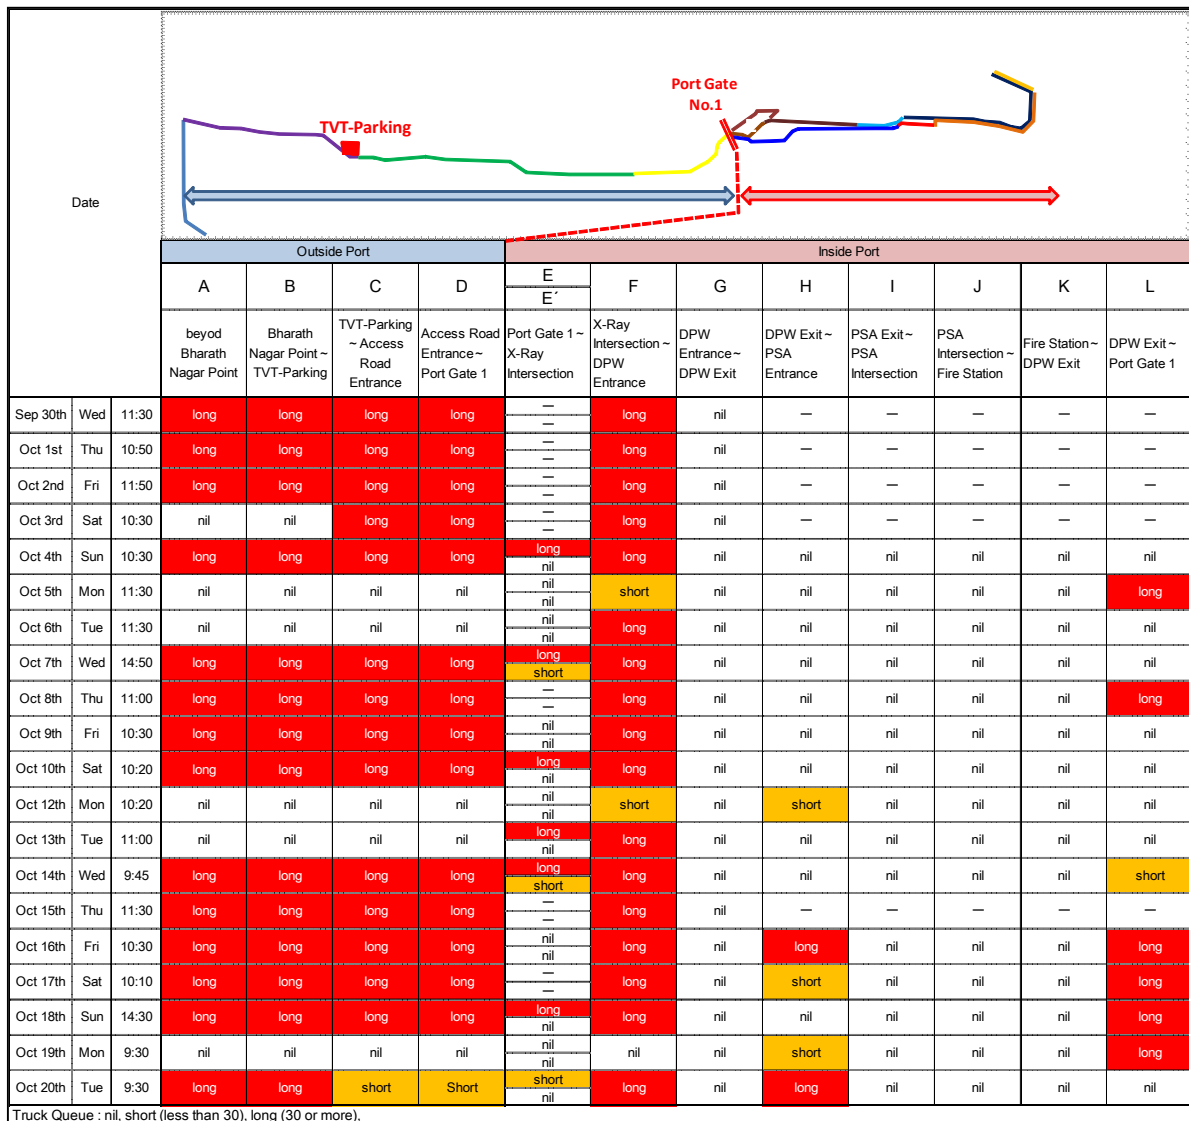 Port Gate
No.1
TVT-Parking
Date
Outside Port Inside Port
A B C D E F G H I J K L
E´
beyod Bharath Nagar Point
Bharath Nagar Point ~ TVT-Parking
TVT-Parking ~ Access Road Entrance
Access Road Entrance ~ Port Gate 1
Port Gate 1 ~ X-Ray Intersection
X-Ray Intersection ~ DPW Entrance
DPW Entrance ~ DPW Exit
DPW Exit ~ PSA Entrance
PSA Exit ~ PSA Intersection
PSA Intersection ~ Fire Station
Fire Station ~ DPW Exit
DPW Exit ~ Port Gate 1
Sep 30th Wed 11:30 long long long long — — long nil — — — — —
Oct 1st Thu 10:50 long long long long — — long nil — — — — —
Oct 2nd Fri 11:50 long long long long — — long nil — — — — —
Oct 3rd Sat 10:30 nil nil long long — — long nil — — — — —
Oct 4th Sun 10:30 long long long long long nil long nil nil nil nil nil nil
Oct 5th Mon 11:30 nil nil nil nil nil nil short nil nil nil nil nil long
Oct 6th Tue 11:30 nil nil nil nil nil nil long nil nil nil nil nil nil
Oct 7th Wed 14:50 long long long long long short long nil nil nil nil nil nil
Oct 8th Thu 11:00 long long long long — — long nil nil nil nil nil long
Oct 9th Fri 10:30 long long long long nil nil long nil nil nil nil nil nil
Oct 10th Sat 10:20 long long long long long nil long nil nil nil nil nil nil
Oct 12th Mon 10:20 nil nil nil nil nil nil short nil short nil nil nil nil
Oct 13th Tue 11:00 nil nil nil nil long nil long nil nil nil nil nil nil
Oct 14th Wed 9:45 long long long long long short long nil nil nil nil nil short
Oct 15th Thu 11:30 long long long long — — long nil — — — — —
Oct 16th Fri 10:30 long long long long nil nil long nil long nil nil nil long
Oct 17th Sat 10:10 long long long long — — long nil short nil nil nil long
Oct 18th Sun 14:30 long long long long long nil long nil nil nil nil nil long
Oct 19th Mon 9:30 nil nil nil nil nil nil nil nil short nil nil nil long
Oct 20th Tue 9:30 long long short Short short nil long nil long nil nil nil nil
Truck Queue : nil, short (less than 30), long (30 or more),